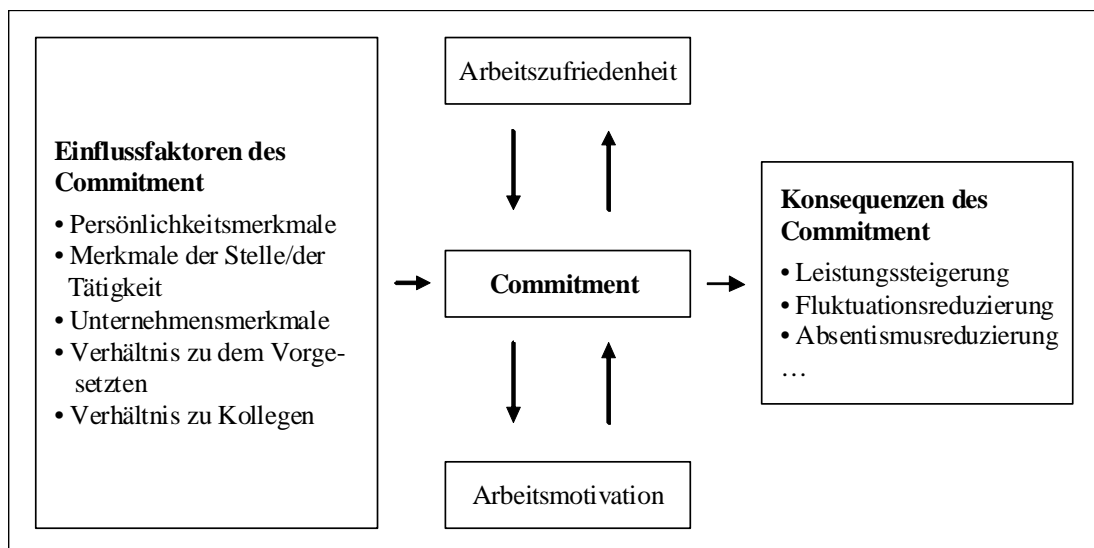 Einflussfaktoren des
Commitment
• Persönlichkeitsmerkmale
• Merkmale der Stelle/der
Tätigkeit
• Unternehmensmerkmale
• Verhältnis zu dem Vorge-
setzten
• Verhältnis zu Kollegen
Arbeitszufriedenheit
Commitment
Arbeitsmotivation
Konsequenzen des
Commitment
• Leistungssteigerung
• Fluktuationsreduzierung
• Absentismusreduzierung
…